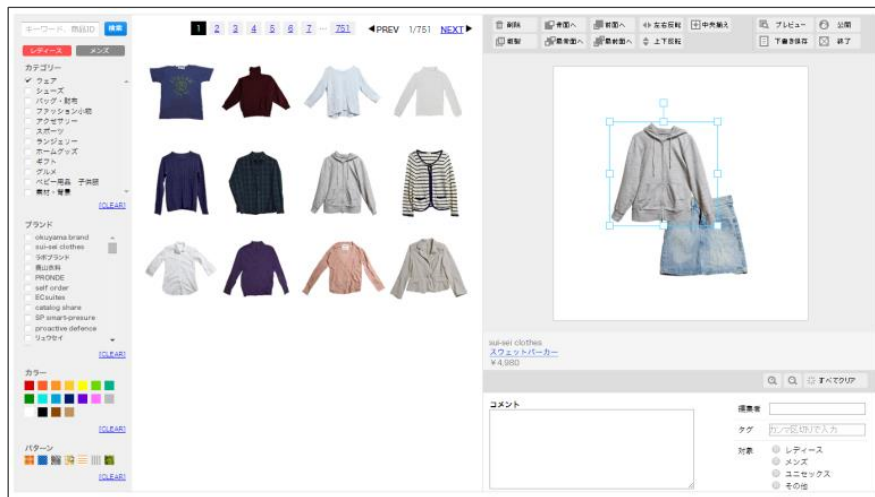 キーワード、商品ID 検索
レディース メンズ
カテゴリー
ウェア
シューズ
バッグ・財布
ファッション小物
アクセサリー
スポーツ
ランジェリー
ホームグッズ
ギフト
グルメ
ベビー用品 子供服
素材・背景
[CLEAR]
ブランド
okuyama.brand
sui-sei clothes
ラボブランド
奥山衣料
PRONDE
self order
ECsuites
catalog share
SP smart-presure
proactive defence
リュウセイ
[CLEAR]
カラー
[CLEAR]
パターン
[CLEAR]
1 2 3 4 5 6 7 ... 751 ◀PREV 1/751 NEXT▶
削除 背面へ 前面へ 左右反転 中央揃え プレビュー 公開
複製 最背面へ 最前面へ 上下反転 下書き保存 終了
sui-sei clothes
スウェットパーカー
¥4,980
すべてクリア
コメント
提案者
タグ カンマ区切りで入力
対象 レディース
メンズ
ユニセックス
その他